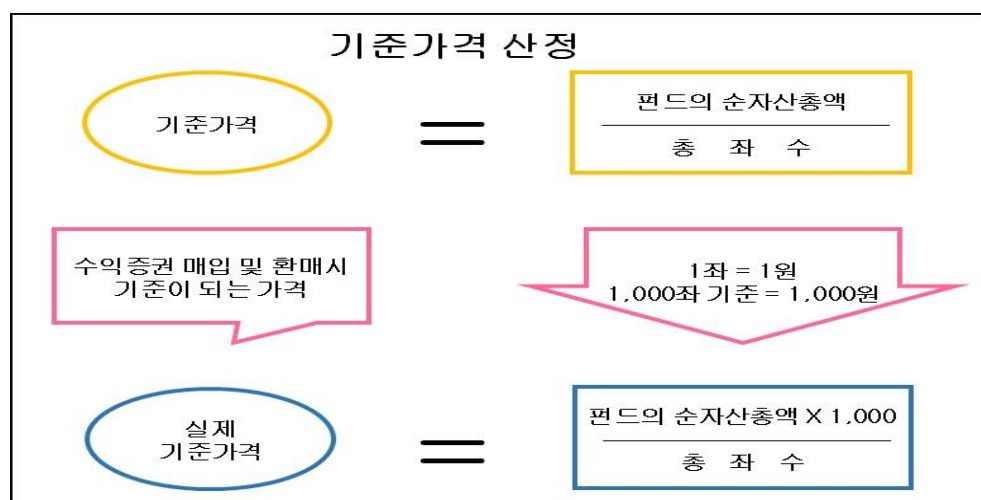 기준가격 산정
기준가격
펀드의 순자산총액
총 좌 수
수익증권 매입 및 환매시
기준이 되는 가격
1좌 = 1원
1,000좌 기준 = 1,000원
실제
기준가격
펀드의 순자산총액 X 1,000
총 좌 수